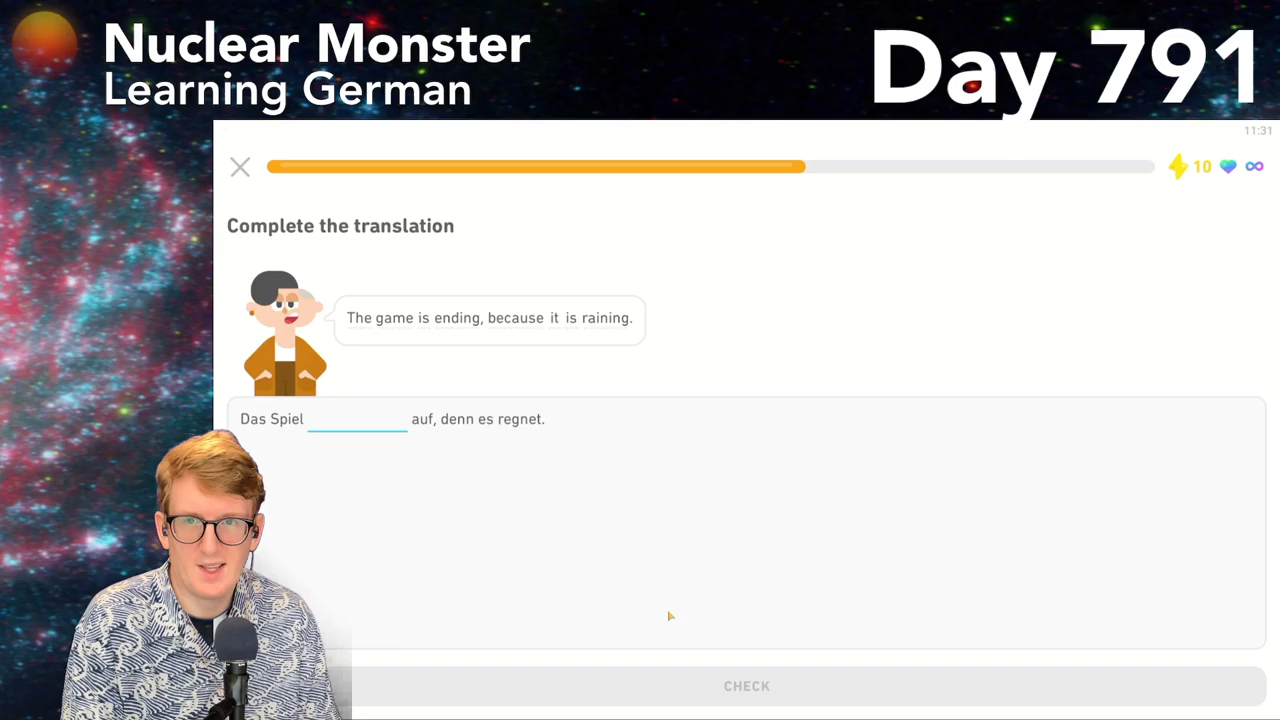 Nuclear Monster
Learning German
Day 791
11:31
10
Complete the translation
The game is ending, because it is raining.
Das Spiel __________ auf, denn es regnet.
CHECK